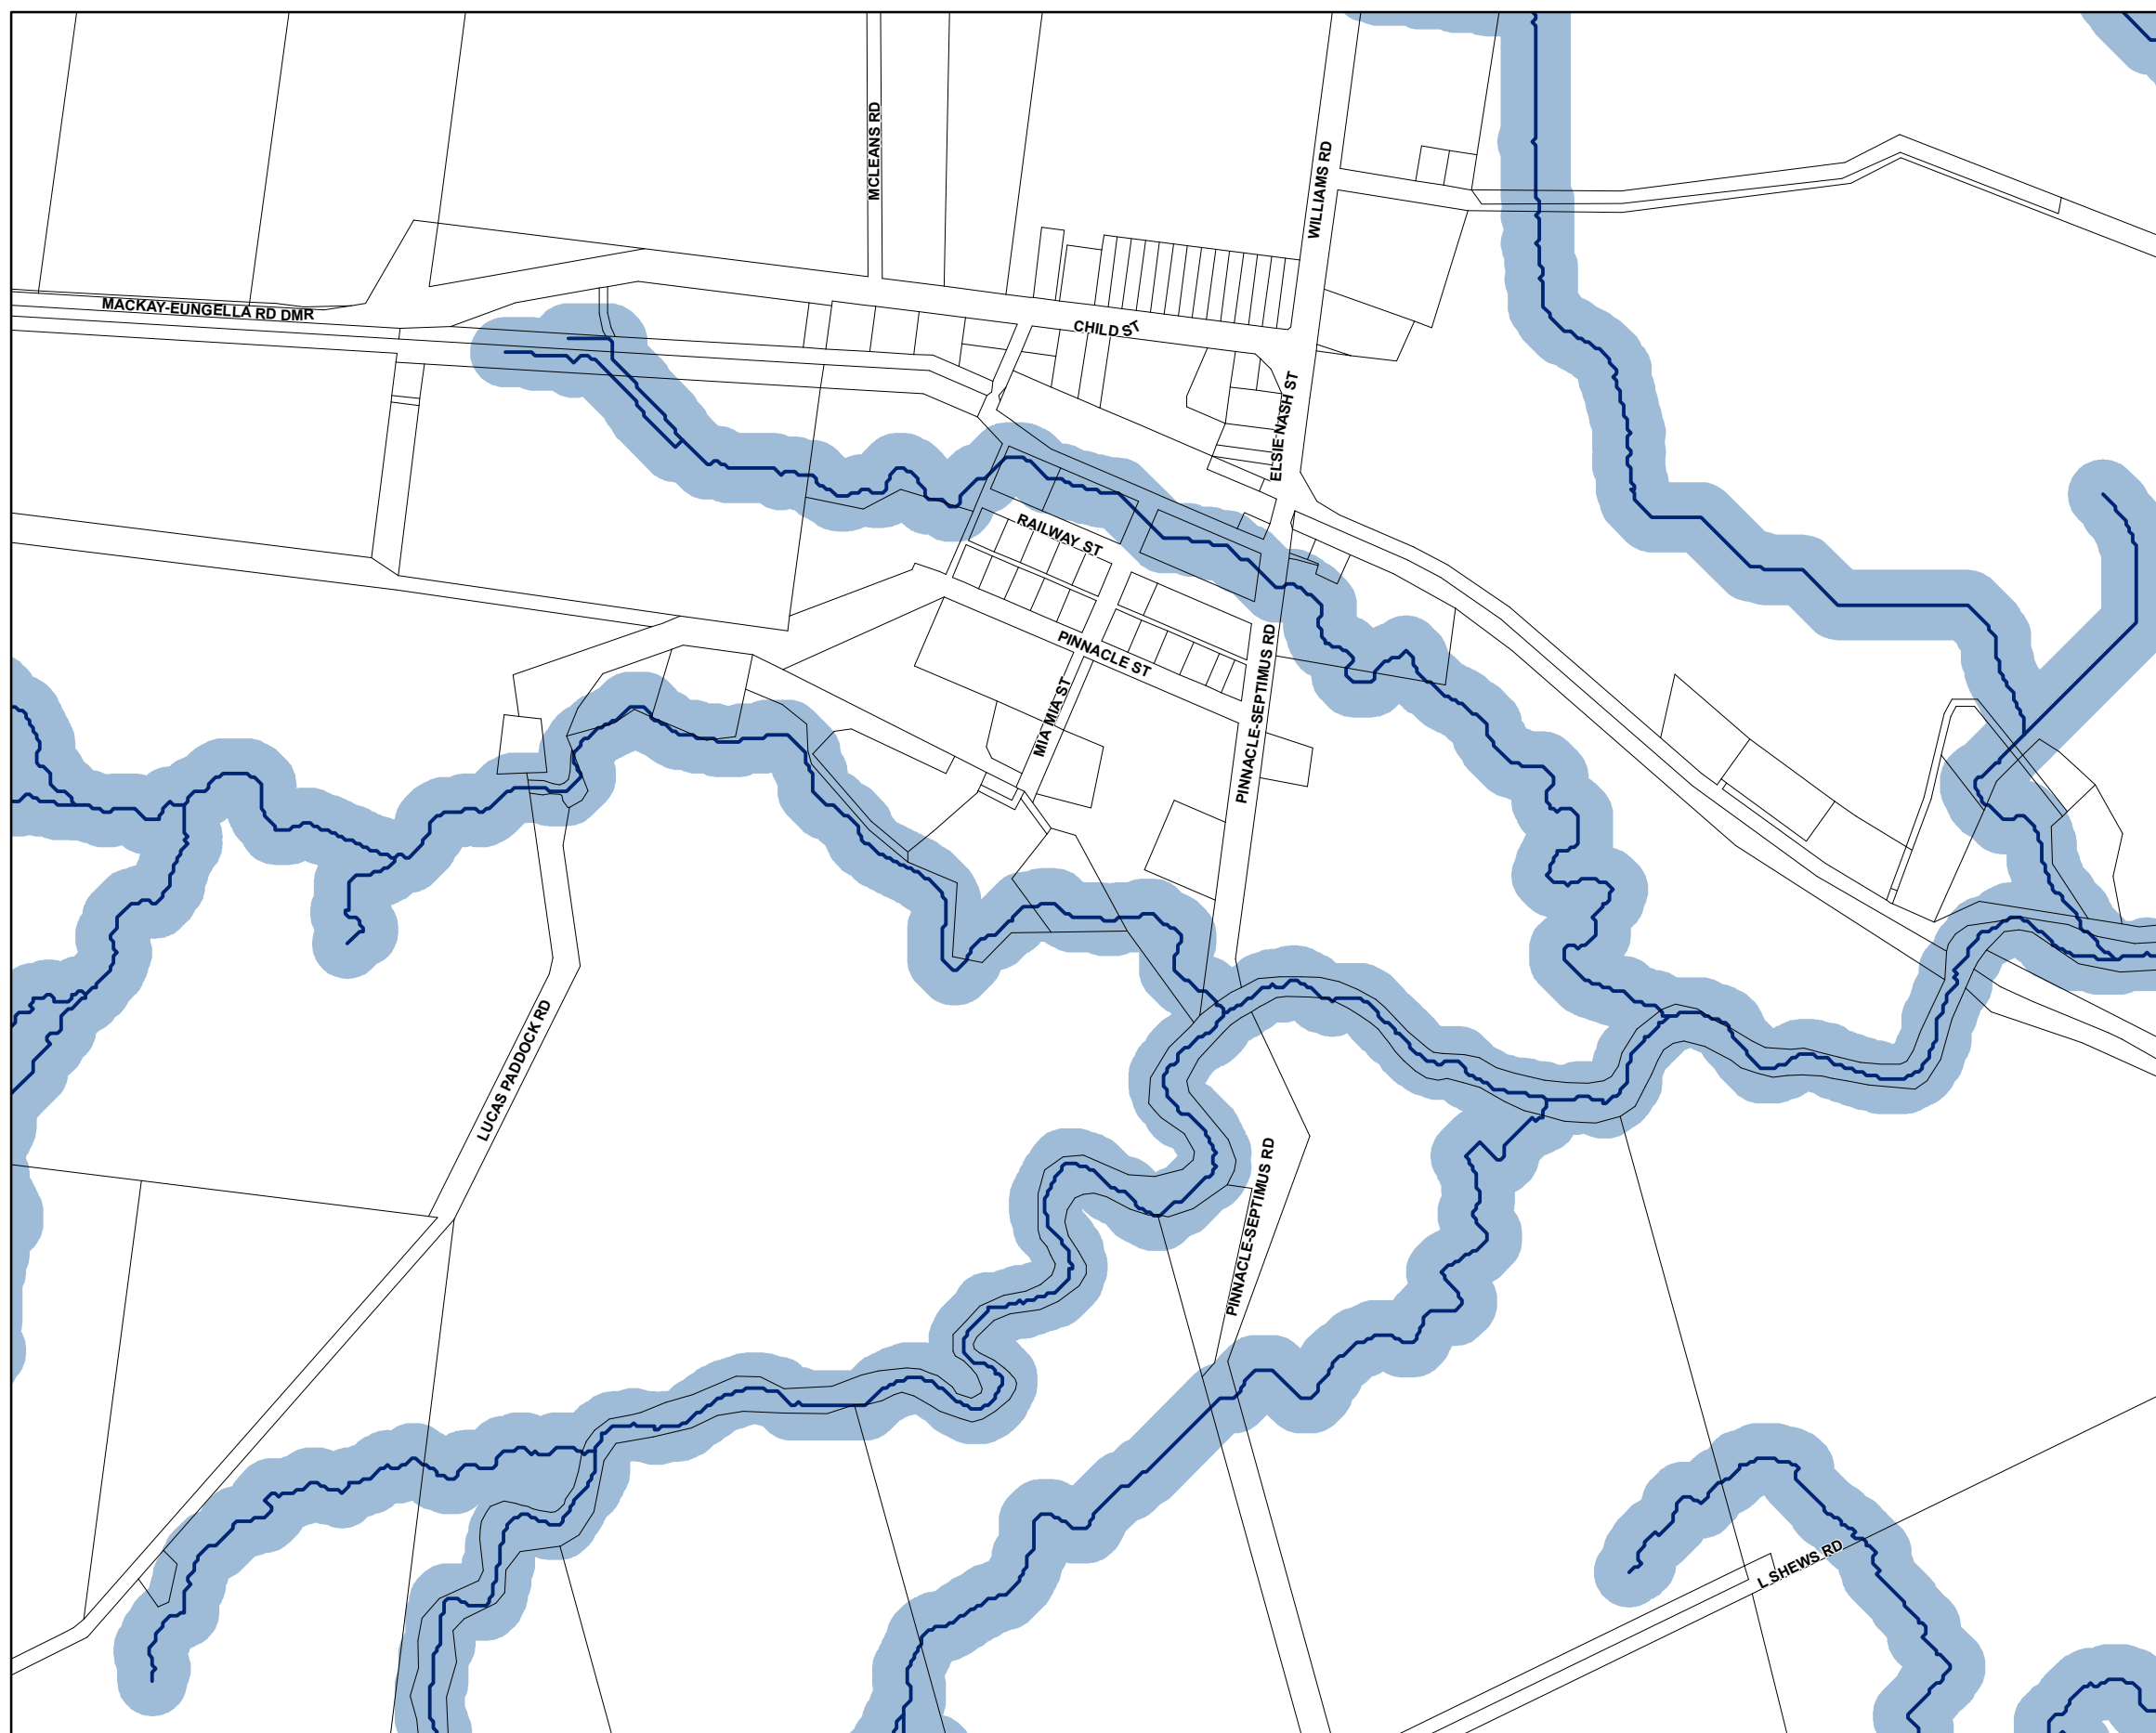 MCLEANS RD
WILLIAMS RD
MACKAY-EUNGELLA RD DMR
CHILD ST
ELSIE NASH ST
RAILWAY ST
PINNACLE ST
MIA MIA ST
PINNACLE-SEPTIMUS RD
LUCAS PADDOCK RD
PINNACLE-SEPTIMUS RD
L SHEWS RD